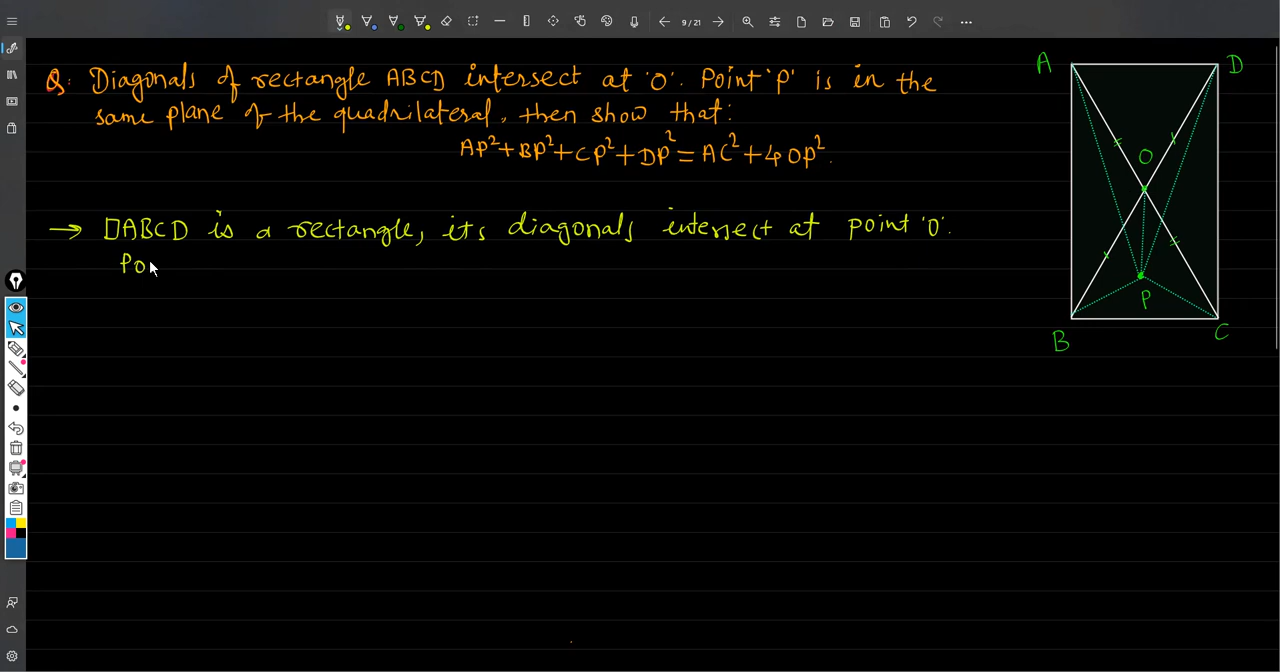 9 / 21
Q. Diagonals of rectangle ABCD intersect at 'O'. Point 'P' is in the
same plane of the quadrilateral, then show that:
AP²+BP²+CP²+DP²=AC²+4OP².
→ □ABCD is a rectangle, its diagonals intersect at point 'O'.
Po
A
D
O
P
B
C